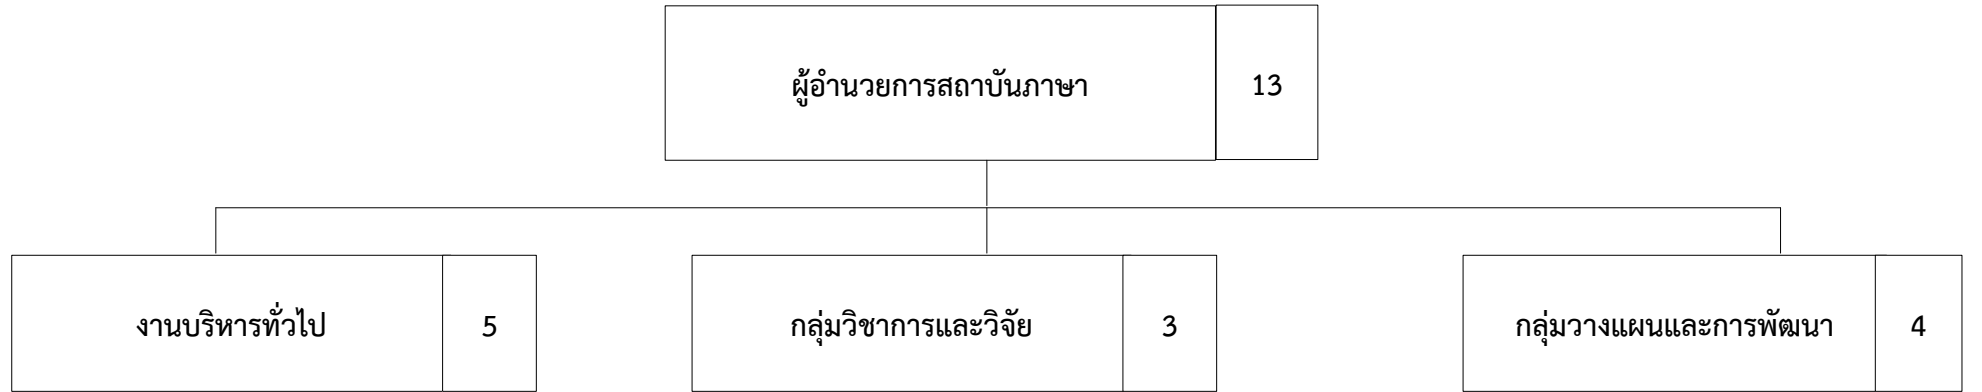 ผู้อำนวยการสถาบันภาษา 13
งานบริหารทั่วไป 5
กลุ่มวิชาการและวิจัย 3
กลุ่มวางแผนและการพัฒนา 4